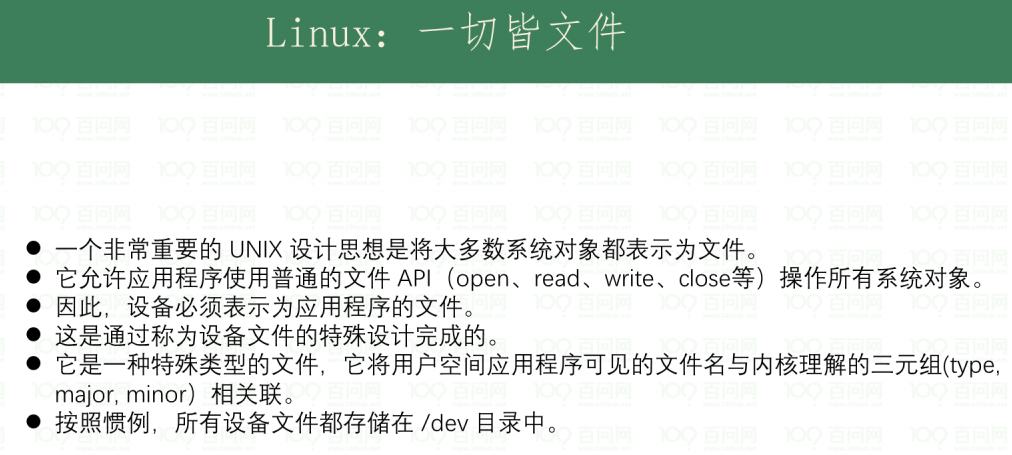 Linux：一切皆文件
● 一个非常重要的 UNIX 设计思想是将大多数系统对象都表示为文件。
● 它允许应用程序使用普通的文件 API（open、read、write、close等）操作所有系统对象。
● 因此，设备必须表示为应用程序的文件。
● 这是通过称为设备文件的特殊设计完成的。
● 它是一种特殊类型的文件，它将用户空间应用程序可见的文件名与内核理解的三元组(type,
major, minor）相关联。
● 按照惯例，所有设备文件都存储在 /dev 目录中。
百问网